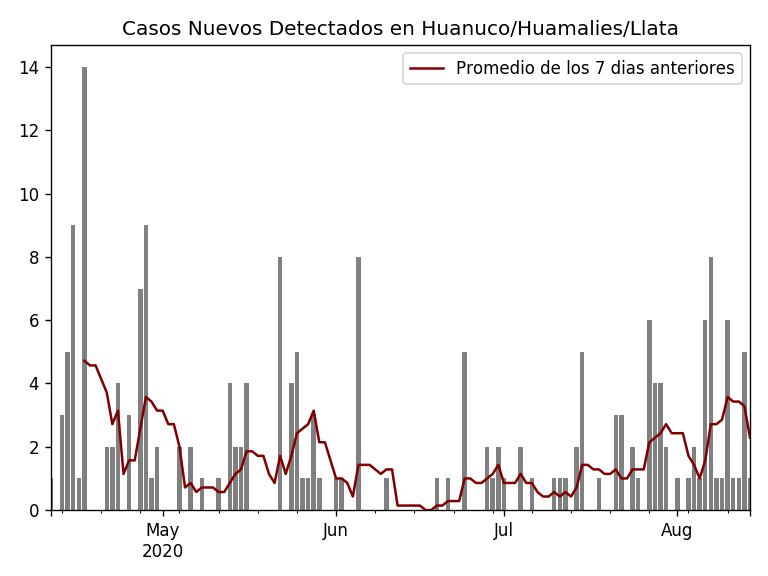 Casos Nuevos Detectados en Huanuco/Huamalies/Llata
Promedio de los 7 dias anteriores
14
12
10
8
6
4
2
0
May
2020
Jun
Jul
Aug